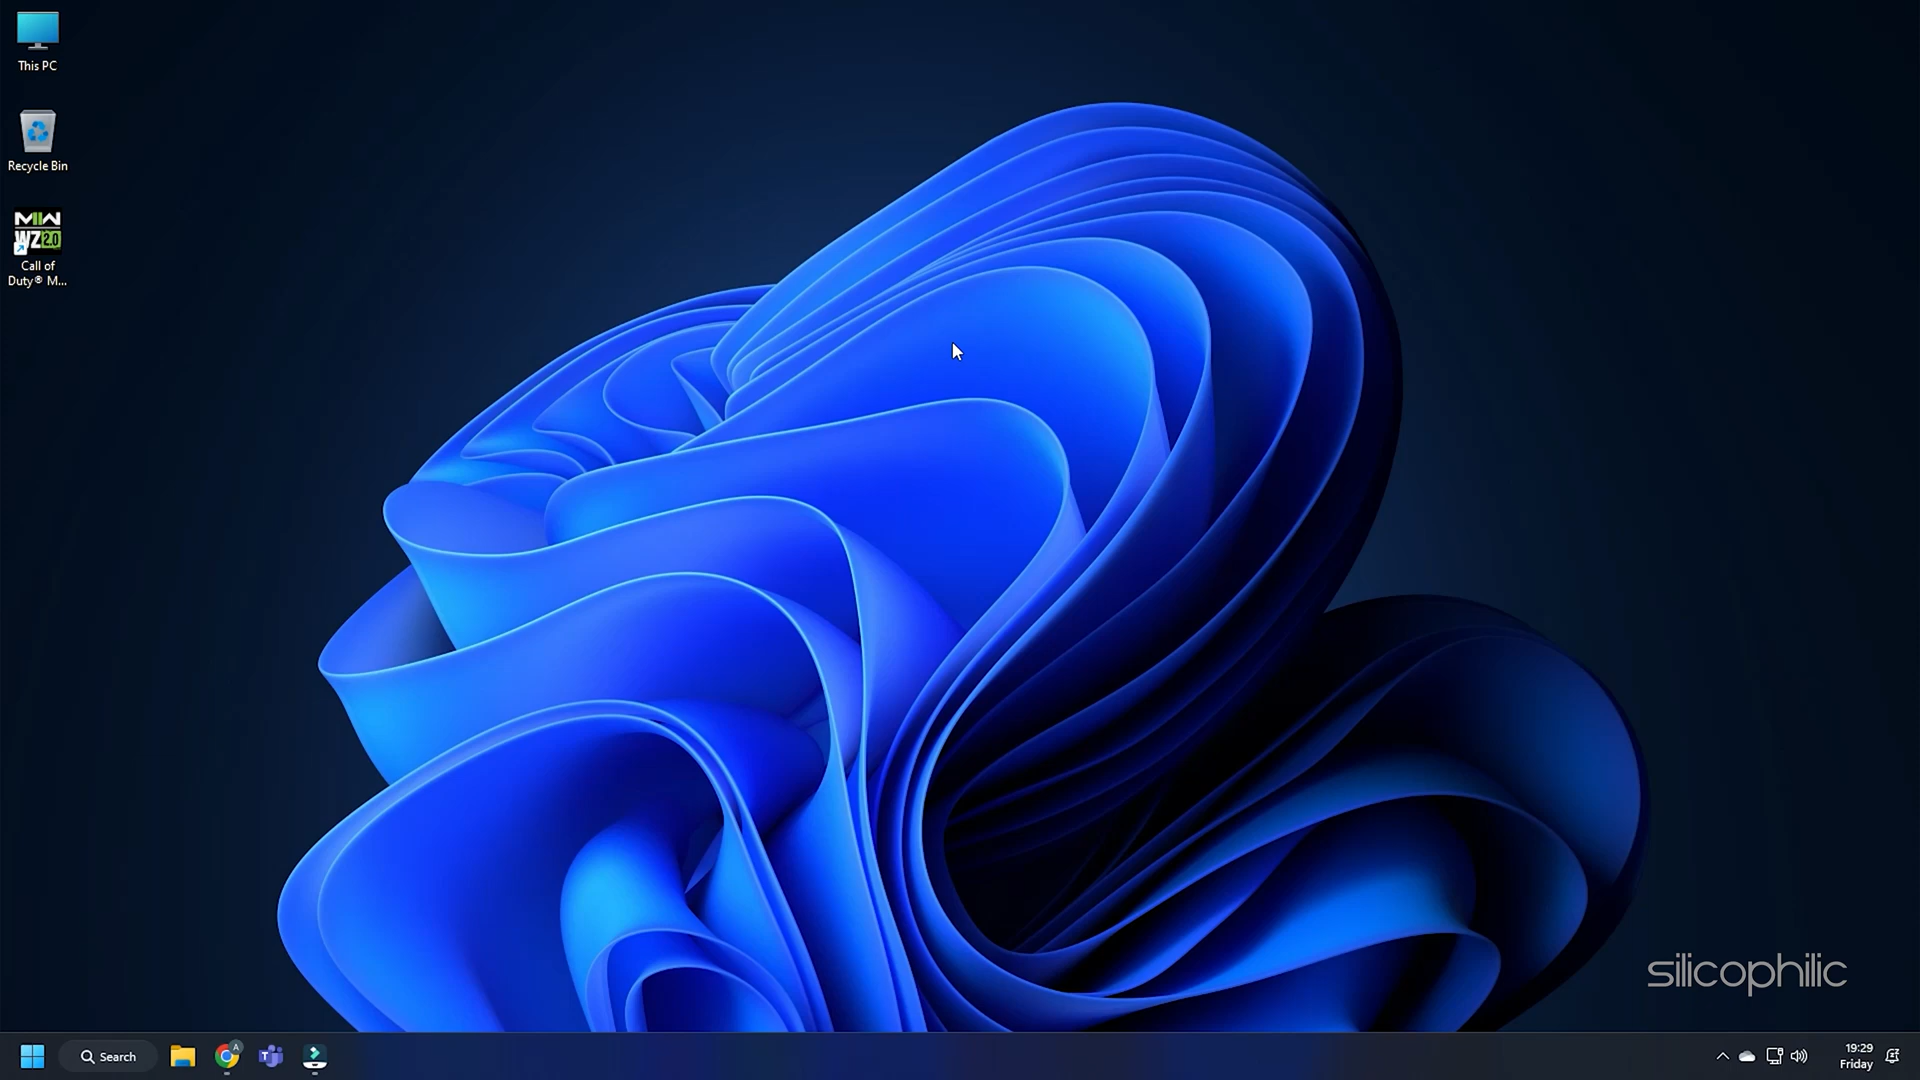 This PC
Recycle Bin
MW
WZ 2.0
Call of
Duty® M...
silicophilic
Search
A
T
19:29
Friday